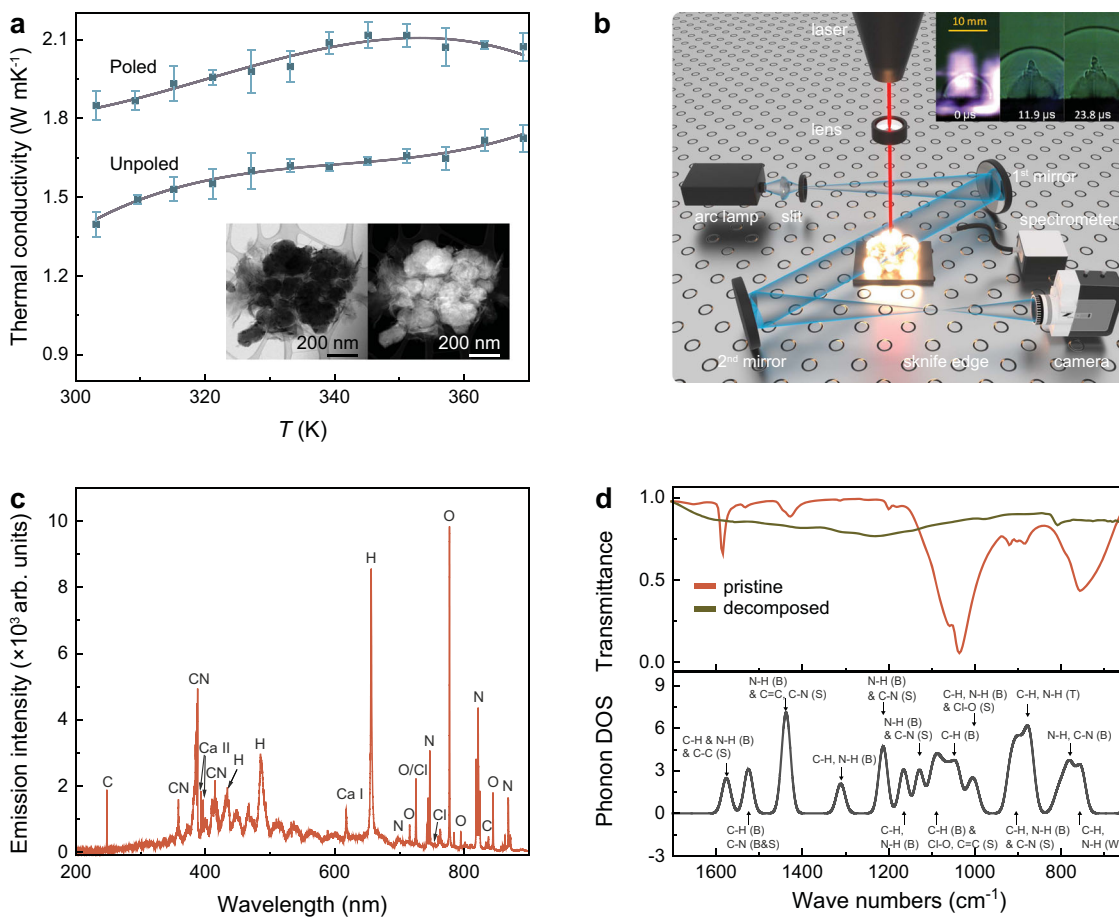 a
Thermal conductivity (W mK⁻¹)
2.1
1.8
1.5
1.2
0.9
Poled
Unpoled
200 nm
200 nm
300
320
340
360
T (K)
b
laser
10 mm
0 µs
11.9 µs
23.8 µs
lens
1st mirror
arc lamp
slit
spectrometer
2nd mirror
sknife edge
camera
c
Emission intensity (×10³ arb. units)
10
8
6
4
2
0
C
CN
CN
Ca II
CN
H
H
Ca I
H
N
O
O/Cl
N
Cl
O
O
N
C
O
N
200
400
600
800
Wavelength (nm)
d
Transmittance
1.0
0.5
0.0
pristine
decomposed
Phonon DOS
9
6
3
0
-3
C-H & N-H (B)
& C-C (S)
N-H (B)
& C=C, C-N (S)
C-H, N-H (B)
N-H (B)
& C-N (S)
N-H (B)
& C-N (S)
C-H, N-H (B)
& Cl-O (S)
C-H (B)
C-H, N-H (T)
N-H, C-N (B)
C-H (B)
C-N (B&S)
C-H,
N-H (B)
C-H (B) &
Cl-O, C=C (S)
C-H, N-H (B)
& C-N (S)
C-H,
N-H (W
1600
1400
1200
1000
800
Wave numbers (cm⁻¹)